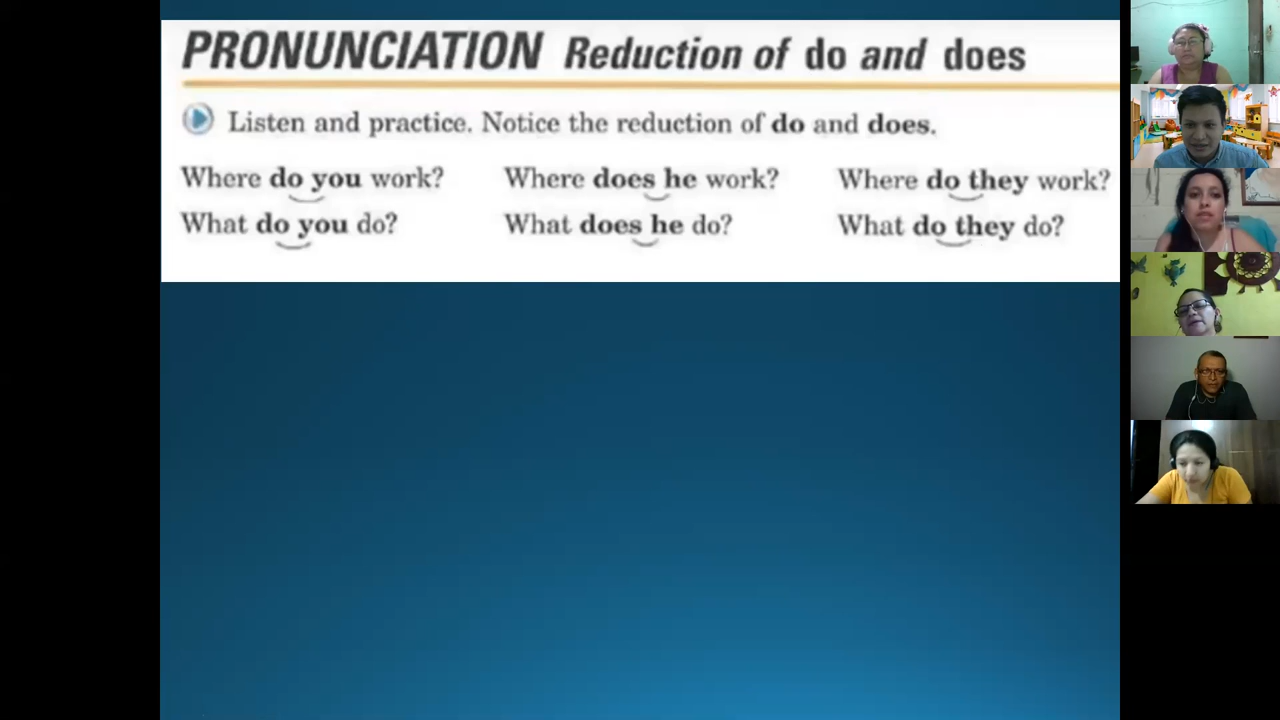 PRONUNCIATION Reduction of do and does
Listen and practice. Notice the reduction of do and does.
Where do you work? Where does he work? Where do they work?
What do you do? What does he do? What do they do?